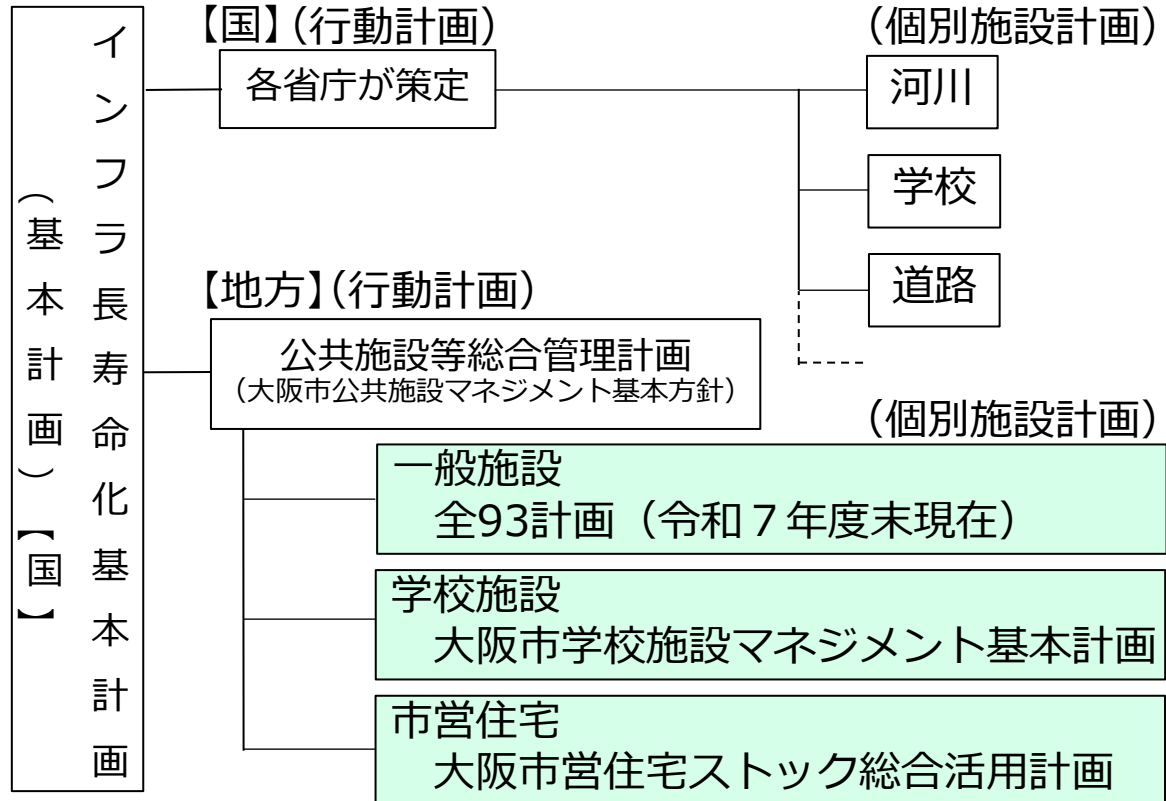 インフラ長寿命化基本計画
（基本計画）【国】
【国】（行動計画）
各省庁が策定
（個別施設計画）
河川
学校
道路
【地方】（行動計画）
公共施設等総合管理計画
（大阪市公共施設マネジメント基本方針）
（個別施設計画）
一般施設
全93計画（令和７年度末現在）
学校施設
大阪市学校施設マネジメント基本計画
市営住宅
大阪市営住宅ストック総合活用計画